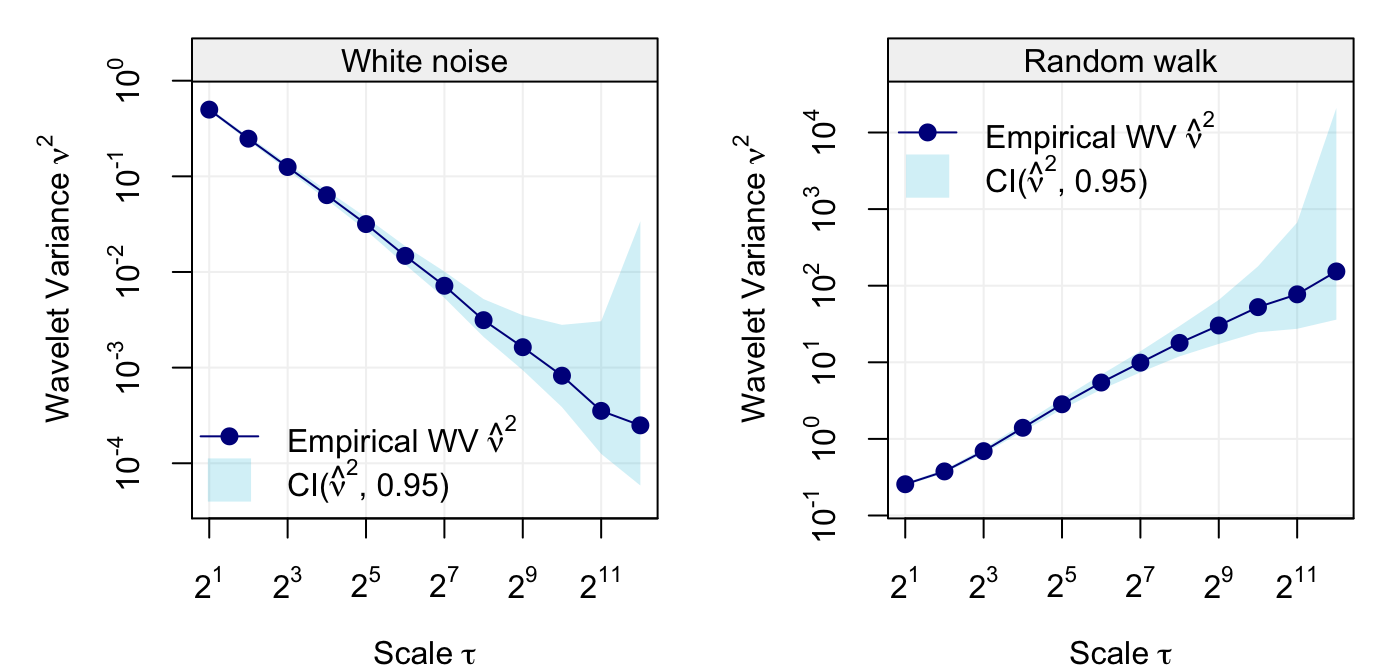 White noise
Wavelet Variance ν²
10⁰
10⁻¹
10⁻²
10⁻³
10⁻⁴
Empirical WV ν̂²
CI(ν̂², 0.95)
2¹ 2³ 2⁵ 2⁷ 2⁹ 2¹¹
Scale τ
Random walk
Wavelet Variance ν²
10⁴
10³
10²
10¹
10⁰
10⁻¹
Empirical WV ν̂²
CI(ν̂², 0.95)
2¹ 2³ 2⁵ 2⁷ 2⁹ 2¹¹
Scale τ